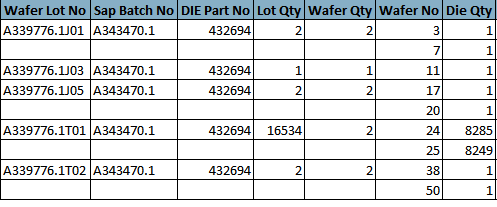 Wafer Lot No Sap Batch No DIE Part No Lot Qty Wafer Qty Wafer No Die Qty
A339776.1J01 A343470.1 432694 2 2 3 1
7 1
A339776.1J03 A343470.1 432694 1 1 11 1
A339776.1J05 A343470.1 432694 2 2 17 1
20 1
A339776.1T01 A343470.1 432694 16534 2 24 8285
25 8249
A339776.1T02 A343470.1 432694 2 2 38 1
50 1